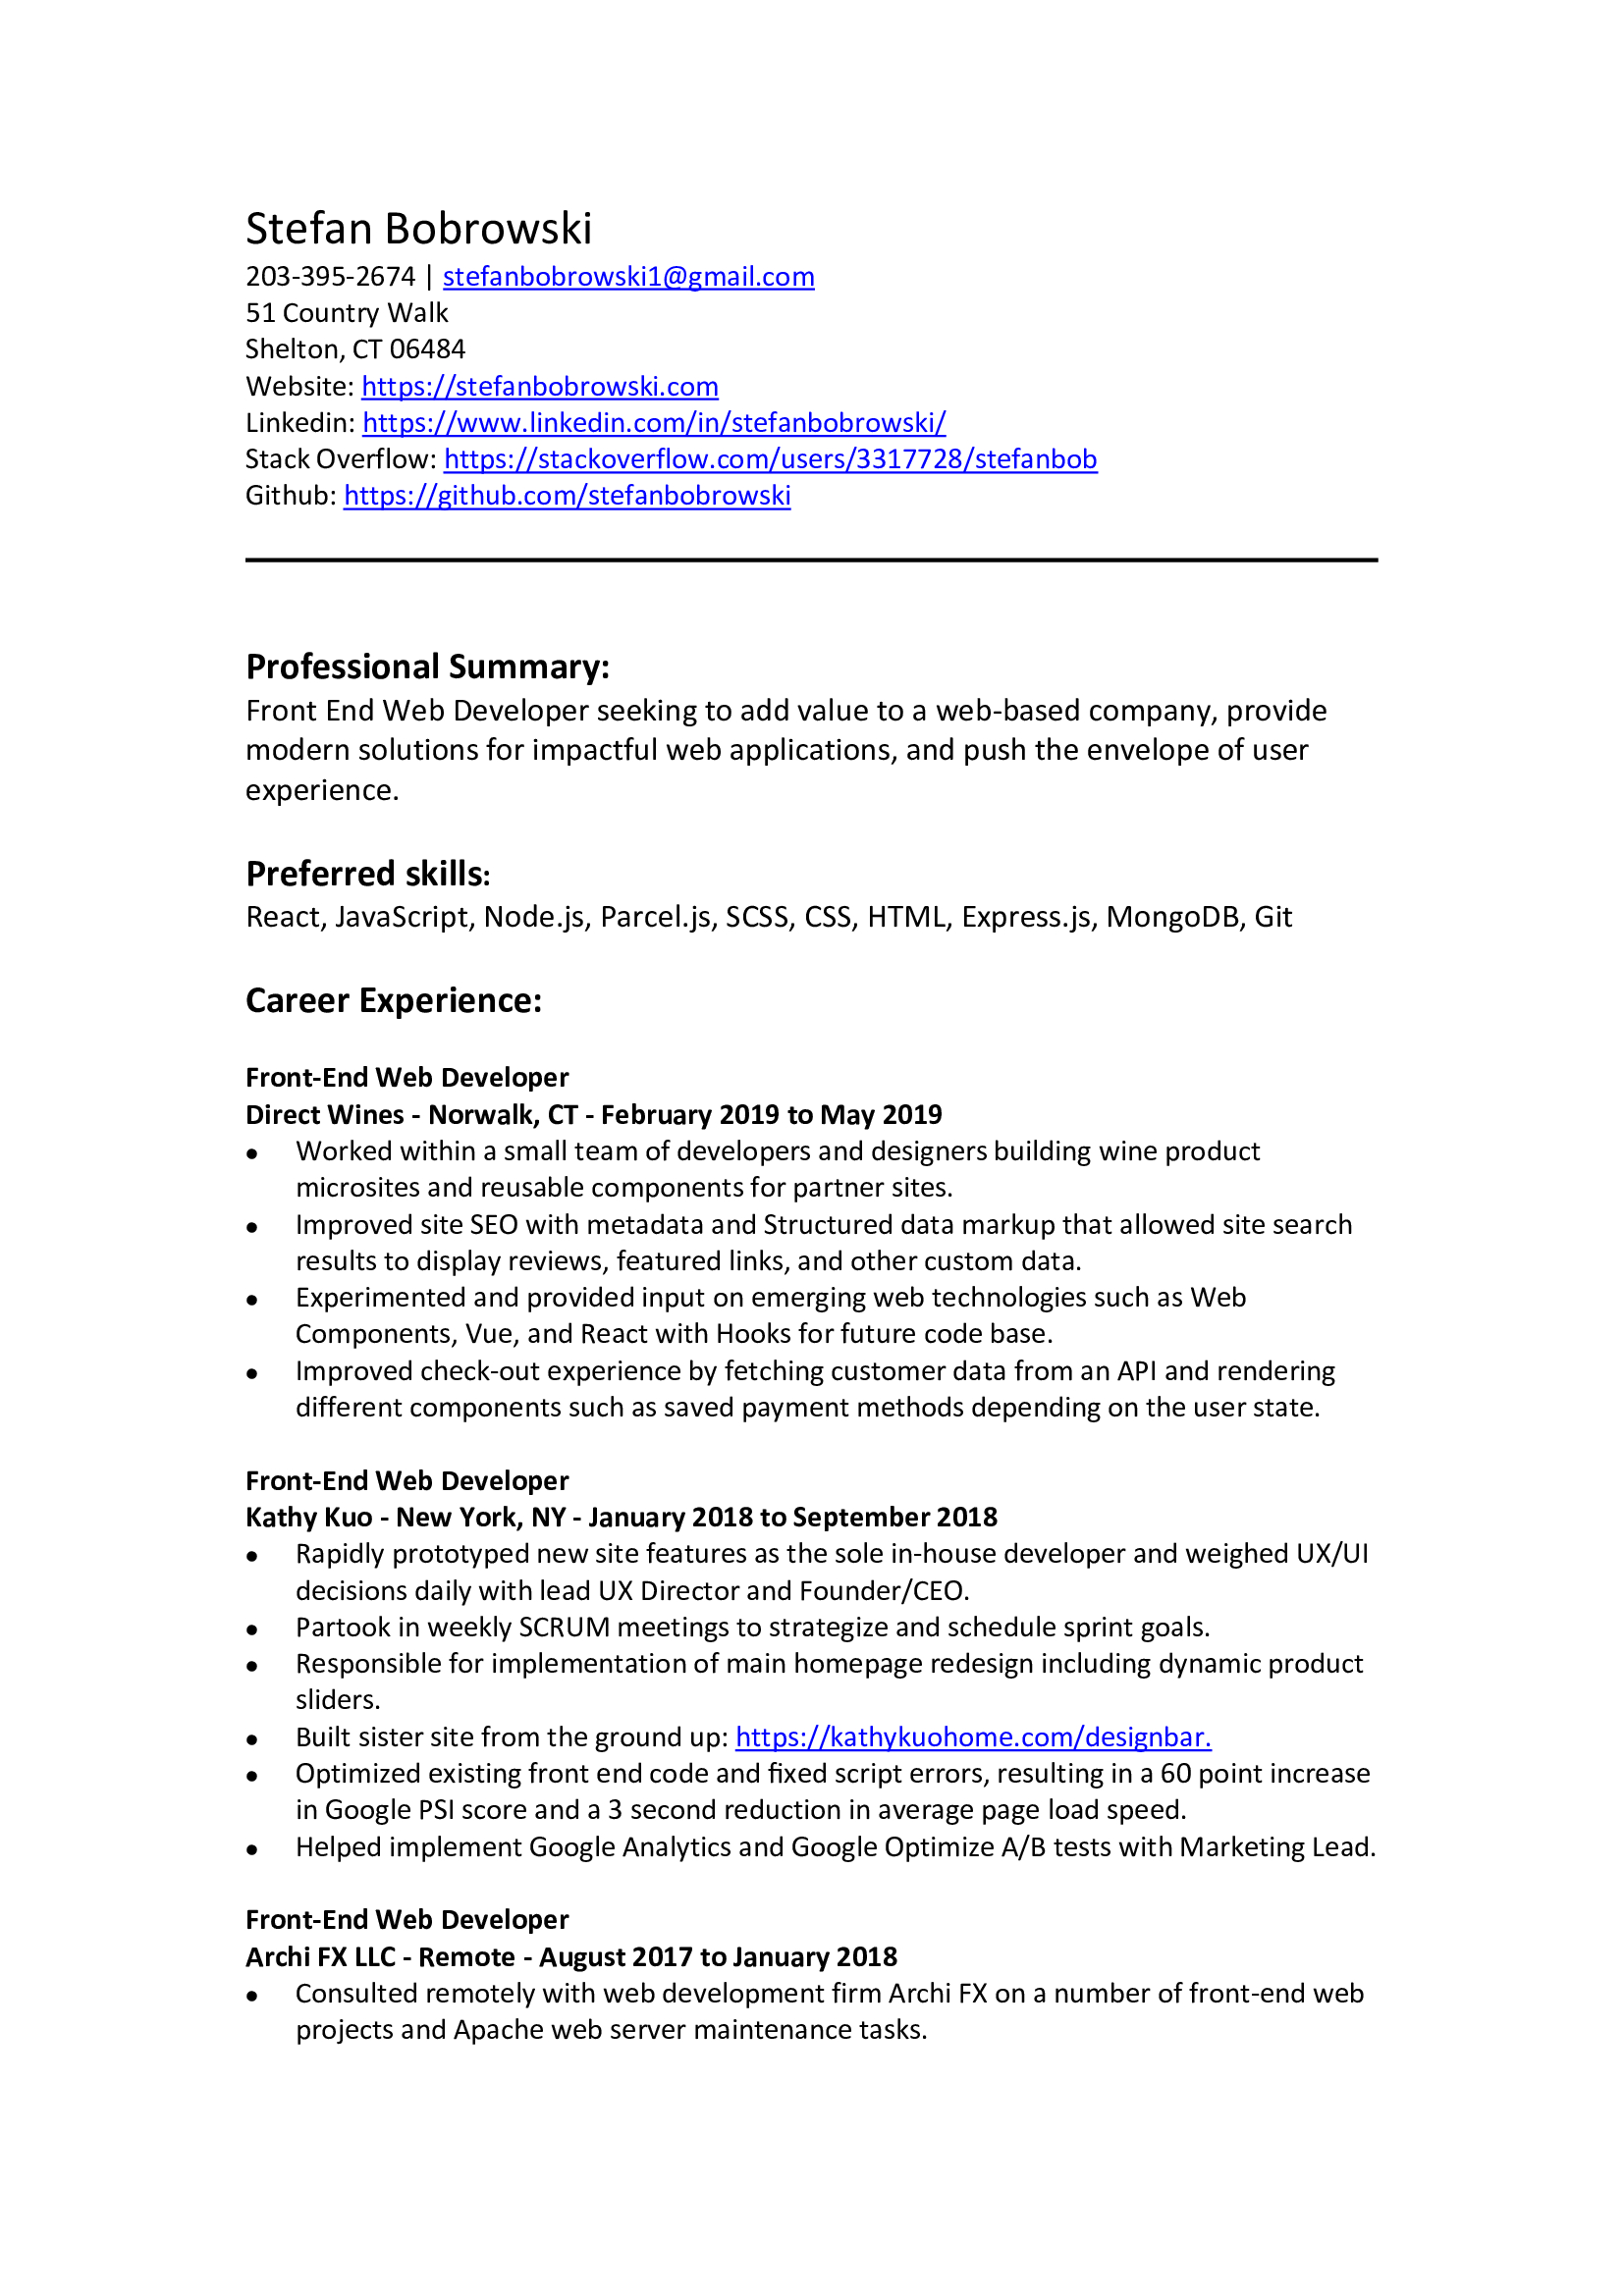 Stefan Bobrowski
203-395-2674 | stefanbobrowski1@gmail.com
51 Country Walk
Shelton, CT 06484
Website: https://stefanbobrowski.com
Linkedin: https://www.linkedin.com/in/stefanbobrowski/
Stack Overflow: https://stackoverflow.com/users/3317728/stefanbob
Github: https://github.com/stefanbobrowski
Professional Summary:
Front End Web Developer seeking to add value to a web-based company, provide
modern solutions for impactful web applications, and push the envelope of user
experience.
Preferred skills:
React, JavaScript, Node.js, Parcel.js, SCSS, CSS, HTML, Express.js, MongoDB, Git
Career Experience:
Front-End Web Developer
Direct Wines - Norwalk, CT - February 2019 to May 2019
● Worked within a small team of developers and designers building wine product
microsites and reusable components for partner sites.
● Improved site SEO with metadata and Structured data markup that allowed site search
results to display reviews, featured links, and other custom data.
● Experimented and provided input on emerging web technologies such as Web
Components, Vue, and React with Hooks for future code base.
● Improved check-out experience by fetching customer data from an API and rendering
different components such as saved payment methods depending on the user state.
Front-End Web Developer
Kathy Kuo - New York, NY - January 2018 to September 2018
● Rapidly prototyped new site features as the sole in-house developer and weighed UX/UI
decisions daily with lead UX Director and Founder/CEO.
● Partook in weekly SCRUM meetings to strategize and schedule sprint goals.
● Responsible for implementation of main homepage redesign including dynamic product
sliders.
● Built sister site from the ground up: https://kathykuohome.com/designbar.
● Optimized existing front end code and fixed script errors, resulting in a 60 point increase
in Google PSI score and a 3 second reduction in average page load speed.
● Helped implement Google Analytics and Google Optimize A/B tests with Marketing Lead.
Front-End Web Developer
Archi FX LLC - Remote - August 2017 to January 2018
● Consulted remotely with web development firm Archi FX on a number of front-end web
projects and Apache web server maintenance tasks.